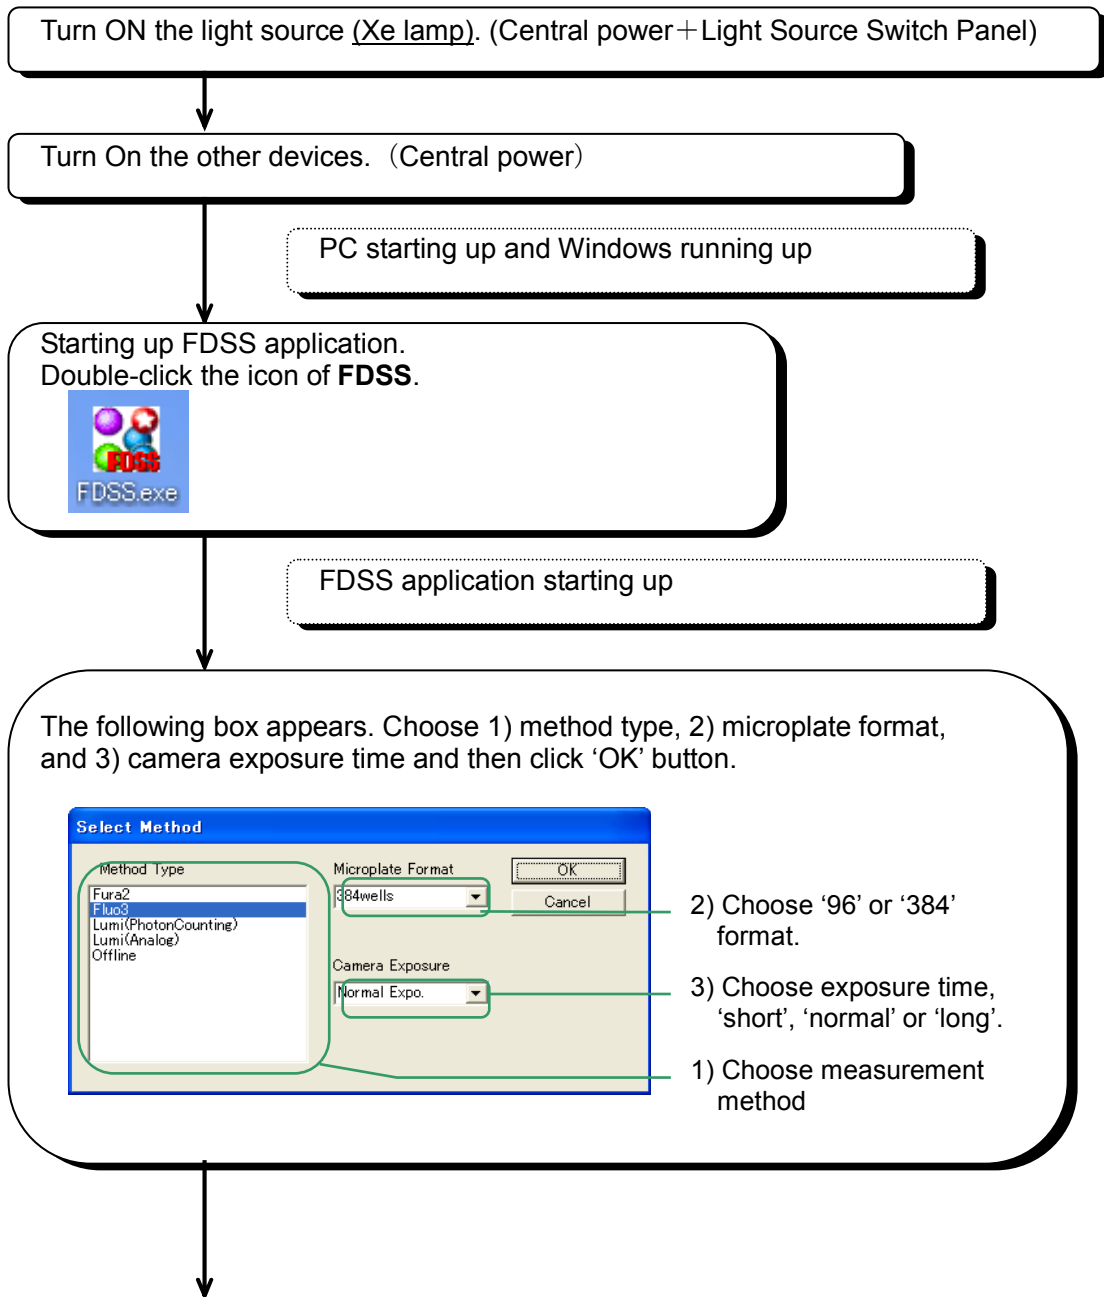 Turn ON the light source (Xe lamp). (Central power＋Light Source Switch Panel)
Turn On the other devices. （Central power）
PC starting up and Windows running up
Starting up FDSS application.
Double-click the icon of FDSS.
FDSS
FDSS.exe
FDSS application starting up
The following box appears. Choose 1) method type, 2) microplate format,
and 3) camera exposure time and then click ‘OK’ button.
Select Method
Method Type
Fura2
Fluo3
Lumi(PhotonCounting)
Lumi(Analog)
Offline
Microplate Format
384wells
OK
Cancel
Camera Exposure
Normal Expo.
2) Choose ‘96’ or ‘384’
format.
3) Choose exposure time,
‘short’, ‘normal’ or ‘long’.
1) Choose measurement
method